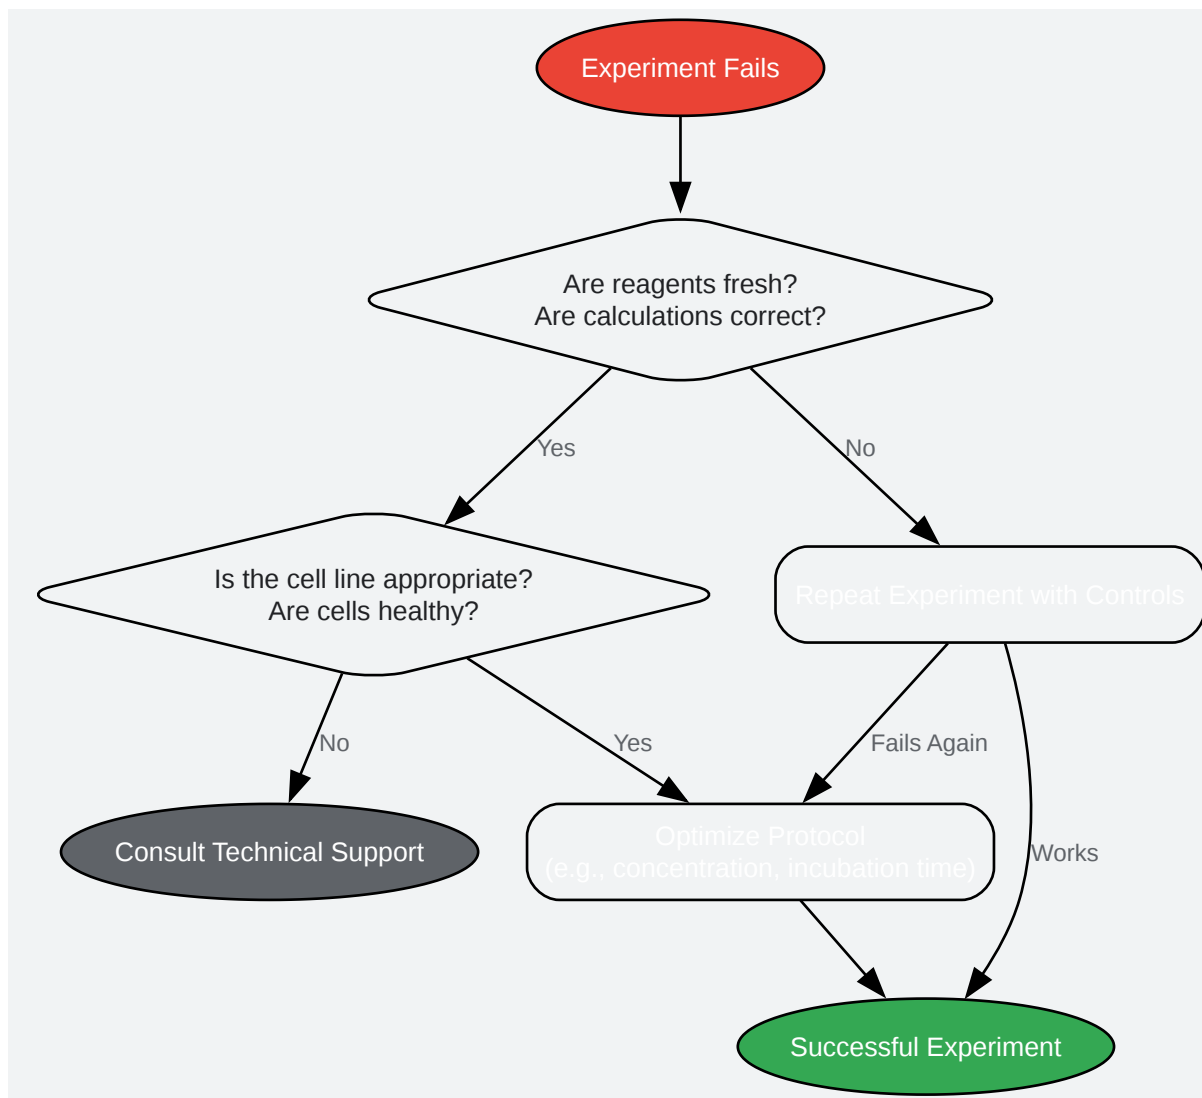 Experiment Fails
Are reagents fresh?
Are calculations correct?
Yes
No
Is the cell line appropriate?
Are cells healthy?
Repeat Experiment with Controls
No
Yes
Fails Again
Consult Technical Support
Optimize Protocol
(e.g., concentration, incubation time)
Works
Successful Experiment